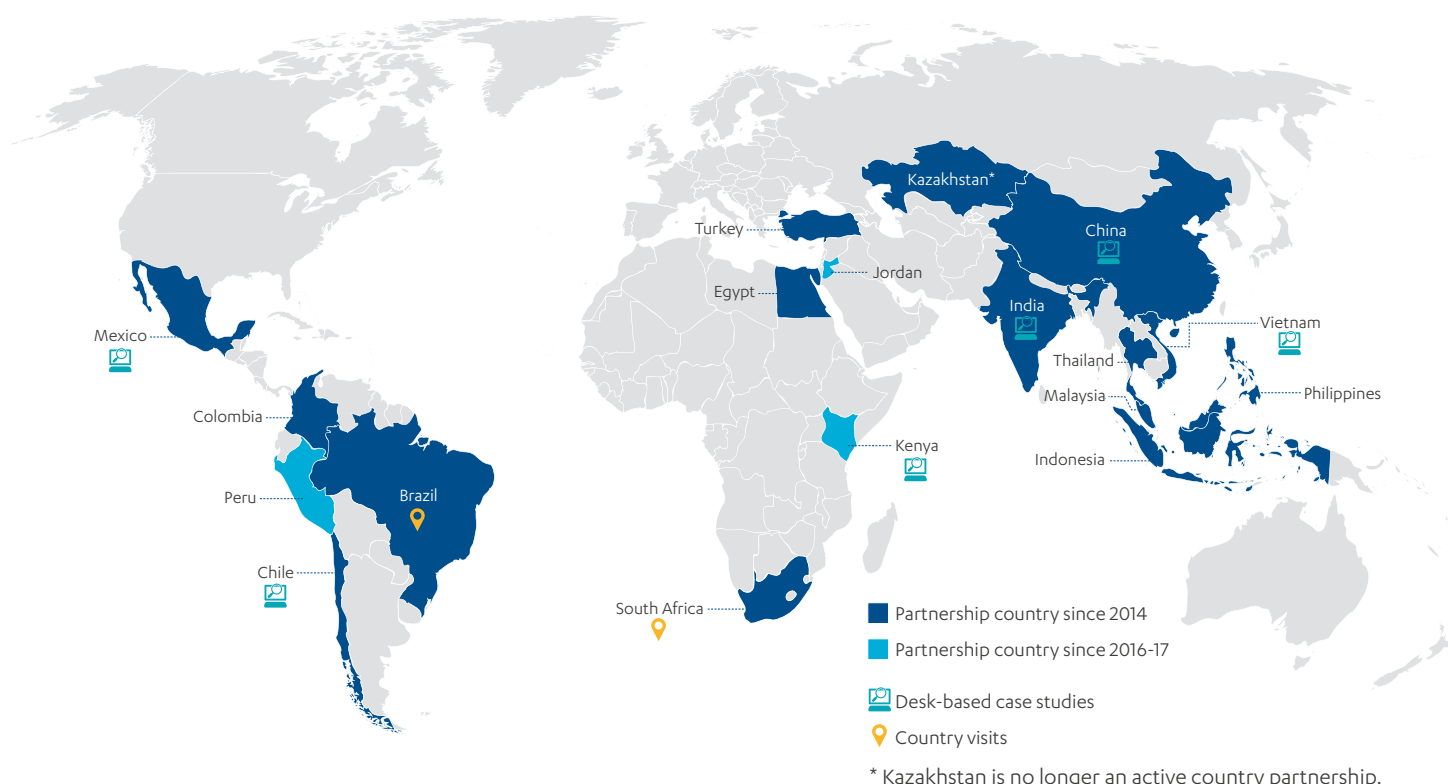 Kazakhstan*
Turkey
China
Jordan
Egypt
India
Vietnam
Mexico
Thailand
Malaysia
Philippines
Colombia
Kenya
Indonesia
Peru
Brazil
Chile
South Africa
Partnership country since 2014
Partnership country since 2016-17
Desk-based case studies
Country visits
* Kazakhstan is no longer an active country partnership.